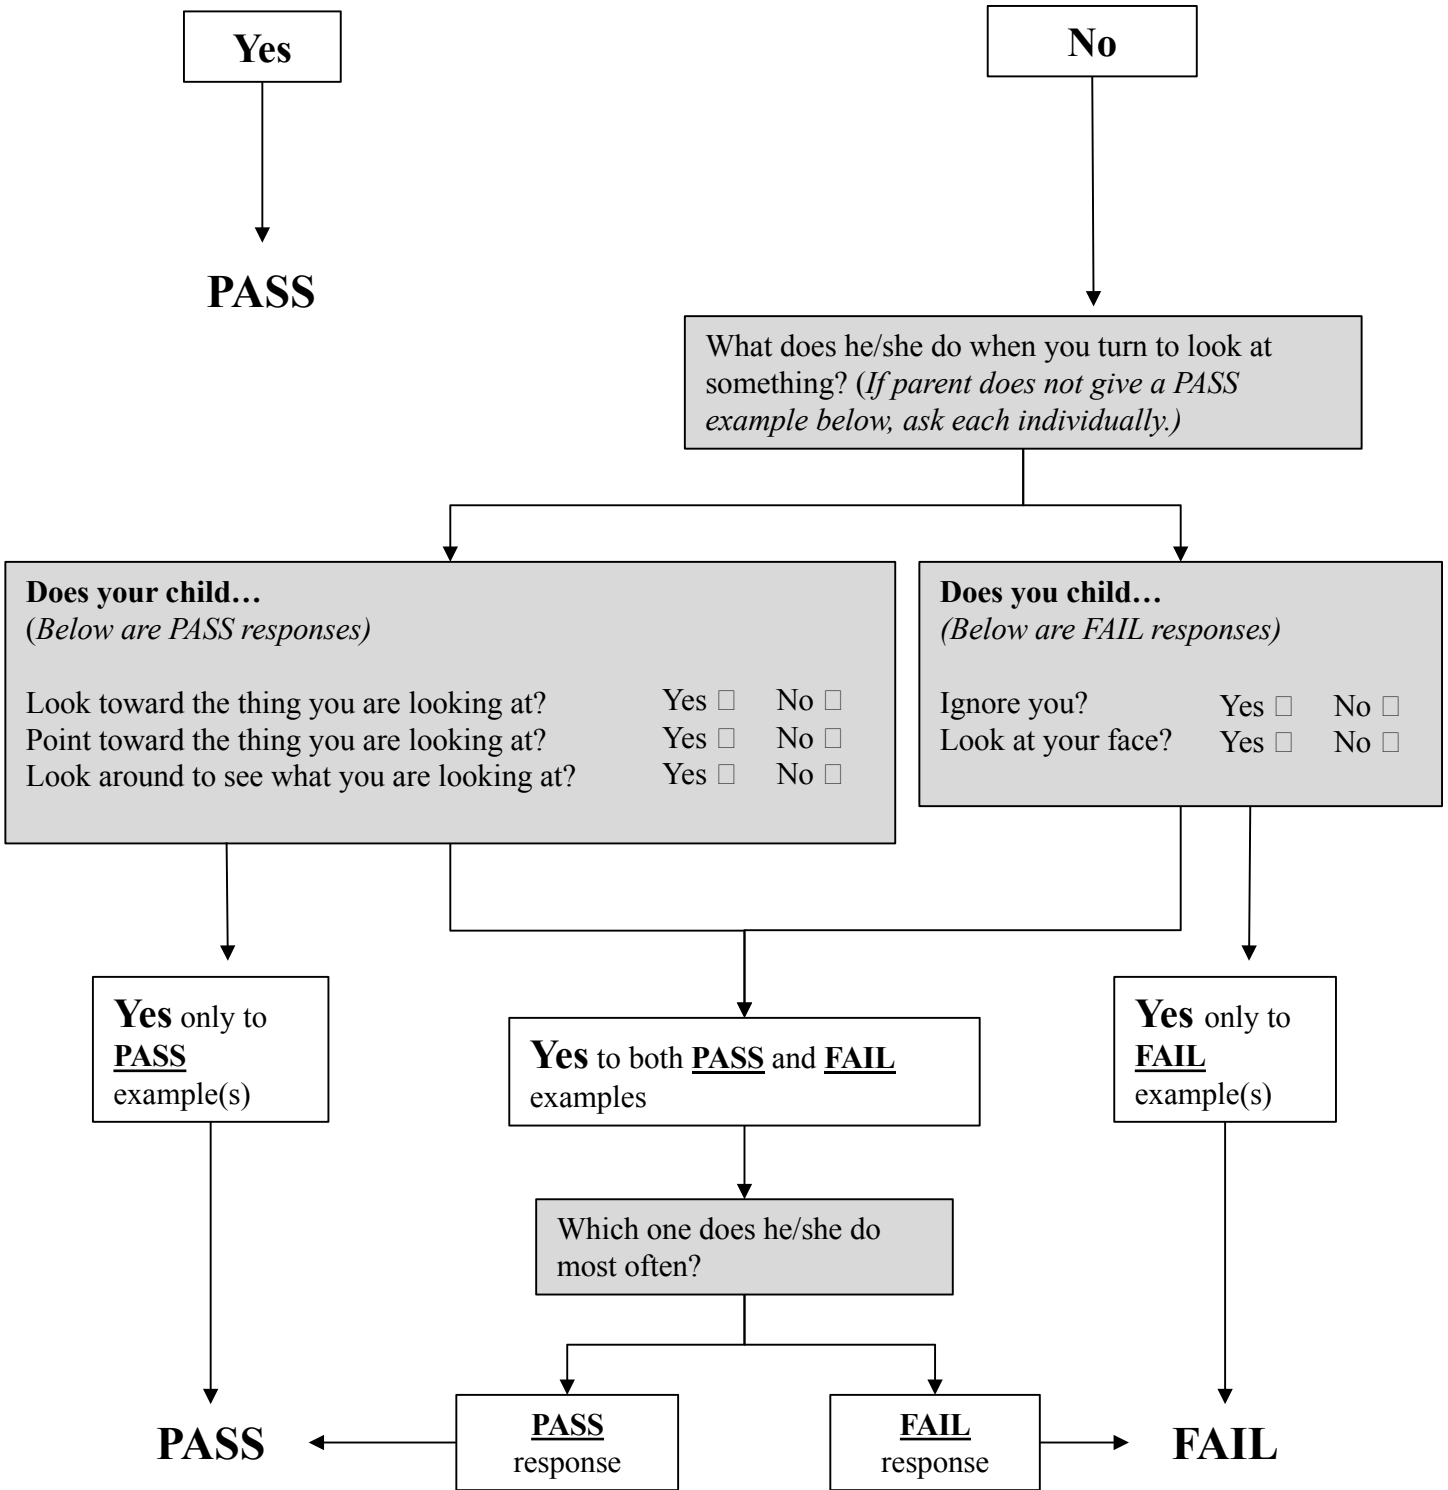 Yes
No
PASS
What does he/she do when you turn to look at
something? (If parent does not give a PASS
example below, ask each individually.)
Does your child…
(Below are PASS responses)
Look toward the thing you are looking at? Yes □ No □
Point toward the thing you are looking at? Yes □ No □
Look around to see what you are looking at? Yes □ No □
Does you child…
(Below are FAIL responses)
Ignore you? Yes □ No □
Look at your face? Yes □ No □
Yes only to
PASS
example(s)
Yes to both PASS and FAIL
examples
Yes only to
FAIL
example(s)
Which one does he/she do
most often?
PASS
PASS
response
FAIL
response
FAIL